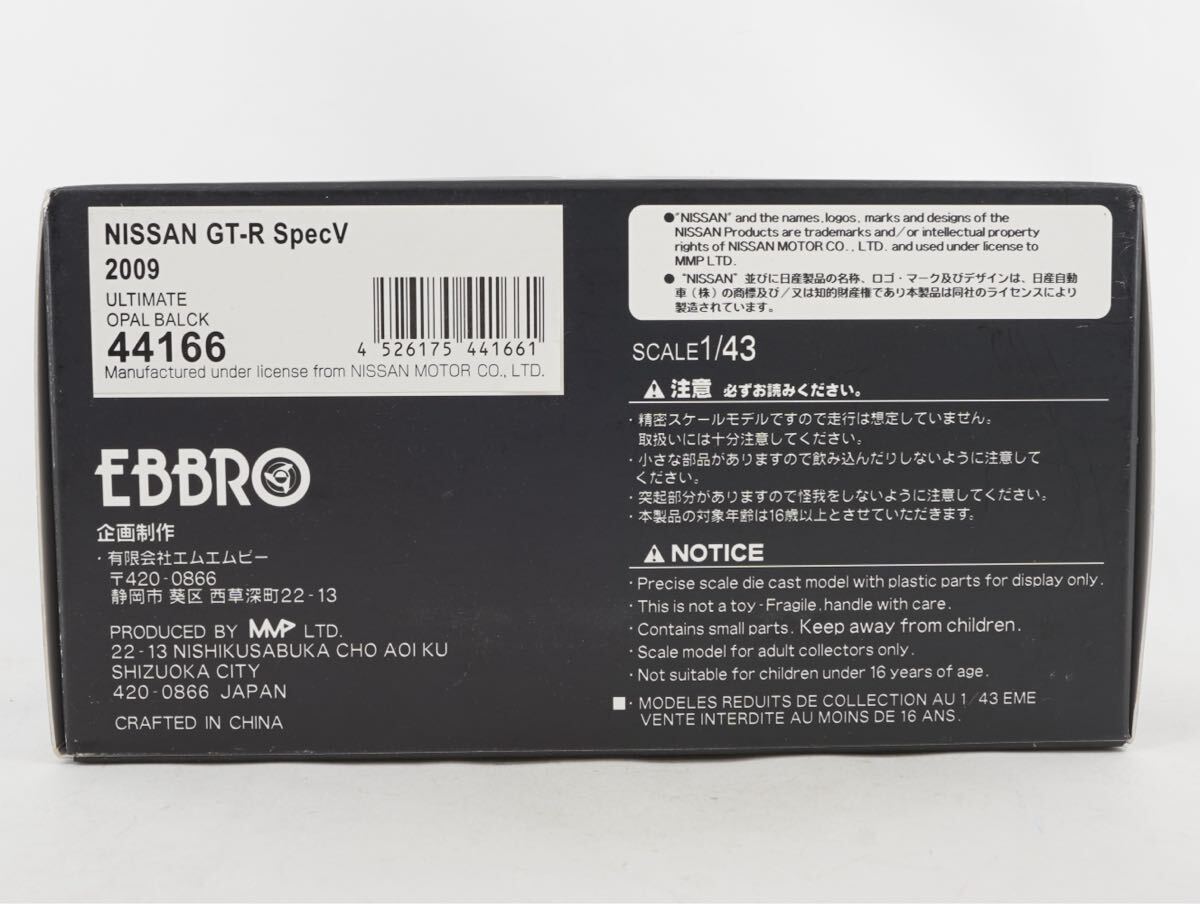 NISSAN GT-R SpecV
2009
ULTIMATE
OPAL BALCK
44166
4 526175 441661
Manufactured under license from NISSAN MOTOR CO., LTD.
EBBRO
企画制作
・有限会社エムエムピー
〒420-0866
静岡市 葵区 西草深町22-13
PRODUCED BY MMP LTD.
22-13 NISHIKUSABUKA CHO AOI KU
SHIZUOKA CITY
420-0866 JAPAN
CRAFTED IN CHINA
●"NISSAN" and the names, logos, marks and designs of the
NISSAN Products are trademarks and/or intellectual property
rights of NISSAN MOTOR CO., LTD. and used under license to
MMP LTD.
● "NISSAN" 並びに日産製品の名称、ロゴ・マーク及びデザインは、日産自動
車（株）の商標及び／又は知的財産権であり本製品は同社のライセンスにより
製造されています。
SCALE1/43
⚠注意 必ずお読みください。
・精密スケールモデルですので走行は想定していません。
取扱いには十分注意してください。
・小さな部品がありますので飲み込んだりしないように注意して
ください。
・突起部分がありますので怪我をしないように注意してください。
・本製品の対象年齢は16歳以上とさせていただきます。
⚠NOTICE
・Precise scale die cast model with plastic parts for display only.
・This is not a toy-Fragile, handle with care.
・Contains small parts. Keep away from children.
・Scale model for adult collectors only.
・Not suitable for children under 16 years of age.
■・MODELES REDUITS DE COLLECTION AU 1/43 EME
VENTE INTERDITE AU MOINS DE 16 ANS.